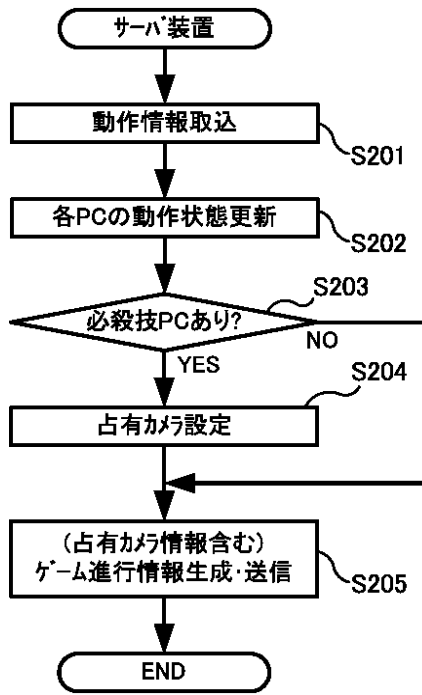 ｻｰﾊﾞ装置
動作情報取込
S201
各PCの動作状態更新
S202
S203
必殺技PCあり?
NO
YES
S204
占有ｶﾒﾗ設定
(占有ｶﾒﾗ情報含む)
ｹﾞｰﾑ進行情報生成･送信
S205
END